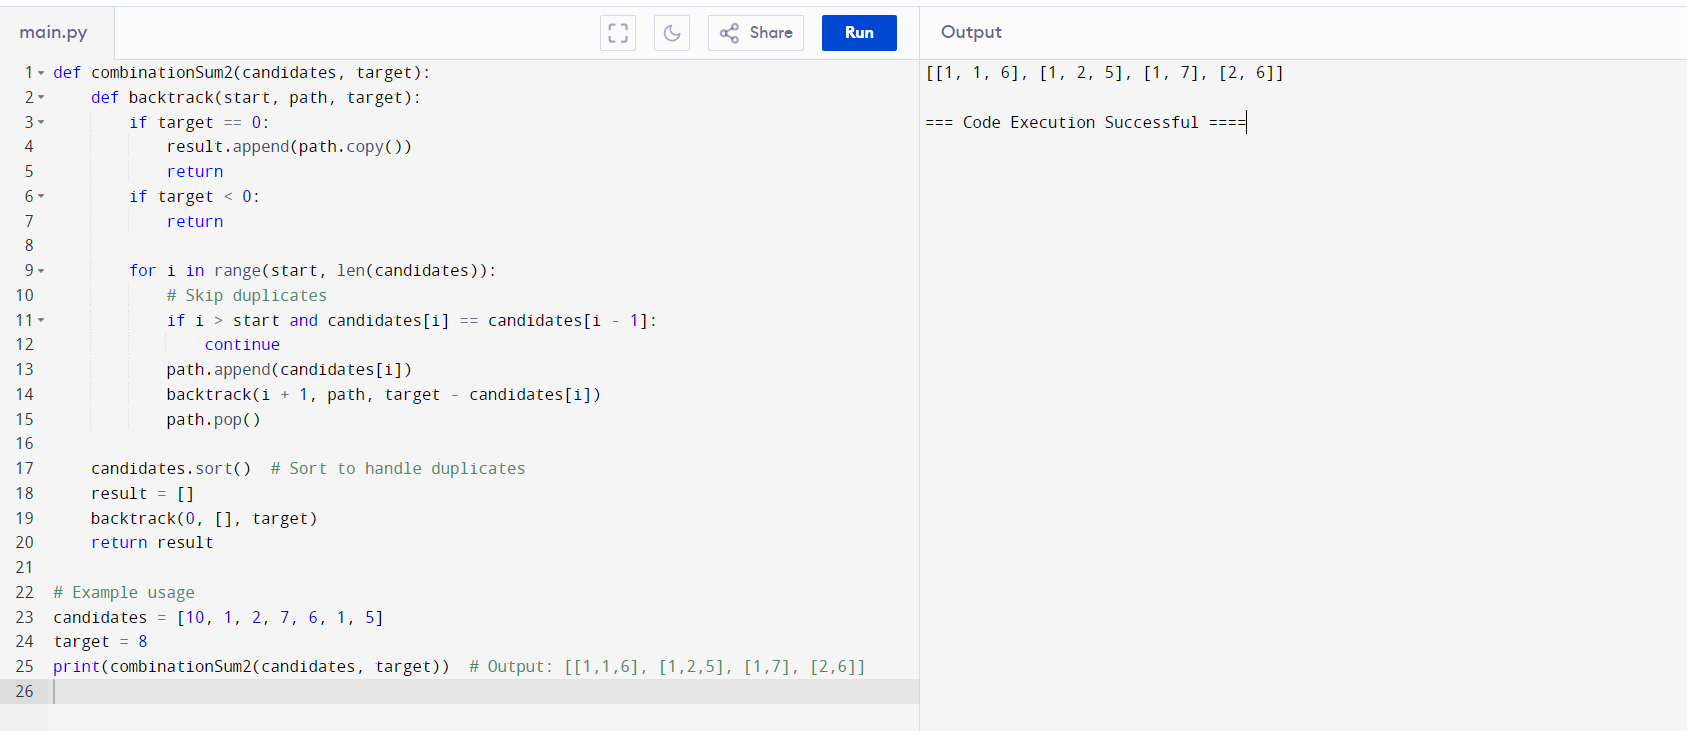 main.py
Share
Run
Output
1 def combinationSum2(candidates, target):
2     def backtrack(start, path, target):
3         if target == 0:
4             result.append(path.copy())
5             return
6         if target < 0:
7             return
8
9         for i in range(start, len(candidates)):
10             # Skip duplicates
11             if i > start and candidates[i] == candidates[i - 1]:
12                 continue
13             path.append(candidates[i])
14             backtrack(i + 1, path, target - candidates[i])
15             path.pop()
16
17     candidates.sort()  # Sort to handle duplicates
18     result = []
19     backtrack(0, [], target)
20     return result
21
22 # Example usage
23 candidates = [10, 1, 2, 7, 6, 1, 5]
24 target = 8
25 print(combinationSum2(candidates, target))  # Output: [[1,1,6], [1,2,5], [1,7], [2,6]]
26
[[1, 1, 6], [1, 2, 5], [1, 7], [2, 6]]
=== Code Execution Successful ====